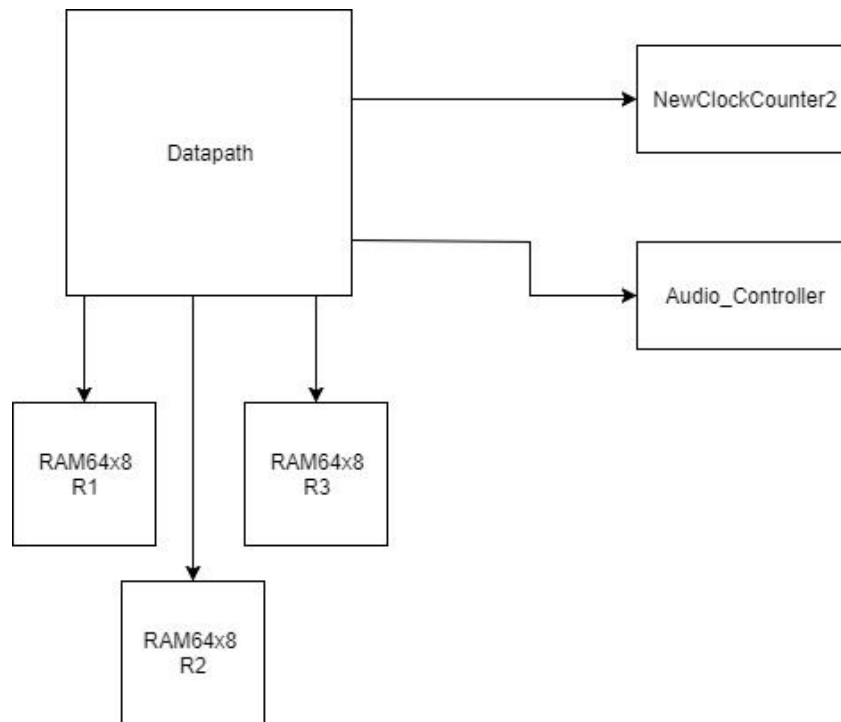 NewClockCounter2
Datapath
Audio_Controller
RAM64x8
R1
RAM64x8
R3
RAM64x8
R2